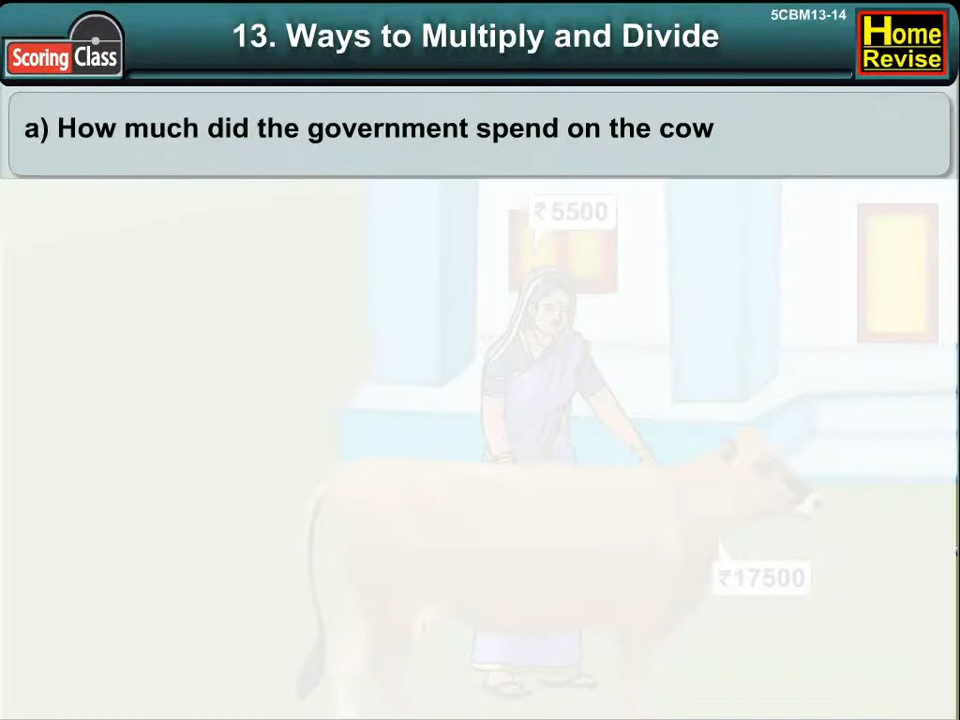 5CBM13-14
13. Ways to Multiply and Divide
Scoring Class
Home
Revise
a) How much did the government spend on the cow
₹5500
₹17500